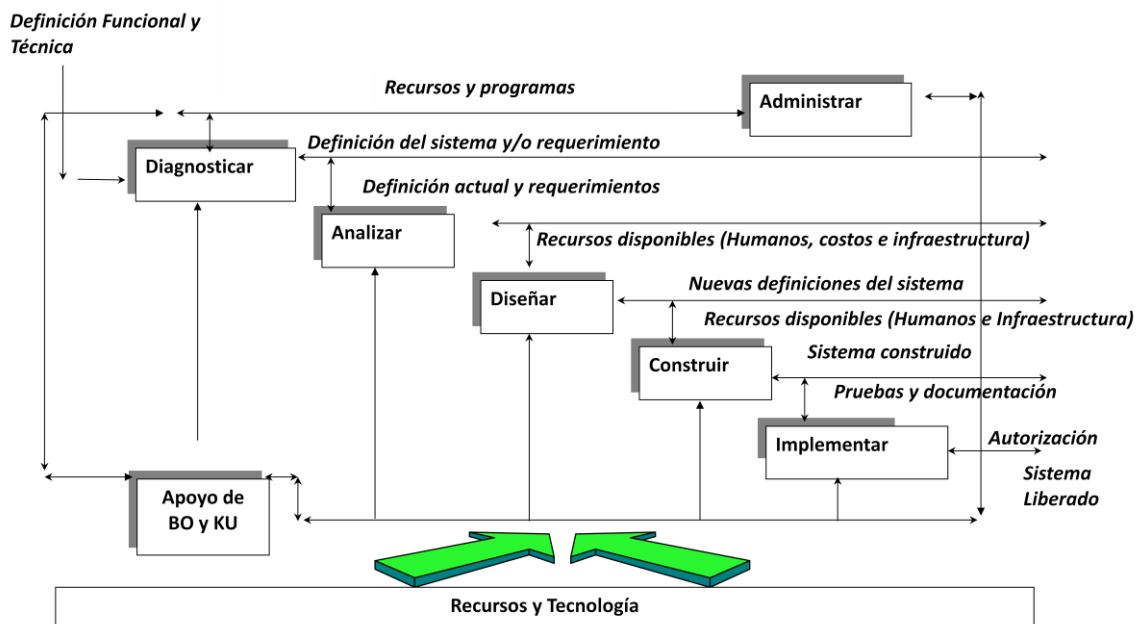 Definición Funcional y
Técnica
Recursos y programas
Administrar
Definición del sistema y/o requerimiento
Diagnosticar
Definición actual y requerimientos
Analizar
Recursos disponibles (Humanos, costos e infraestructura)
Diseñar
Nuevas definiciones del sistema
Recursos disponibles (Humanos e Infraestructura)
Construir
Sistema construido
Pruebas y documentación
Implementar
Autorización
Sistema
Liberado
Apoyo de
BO y KU
Recursos y Tecnología